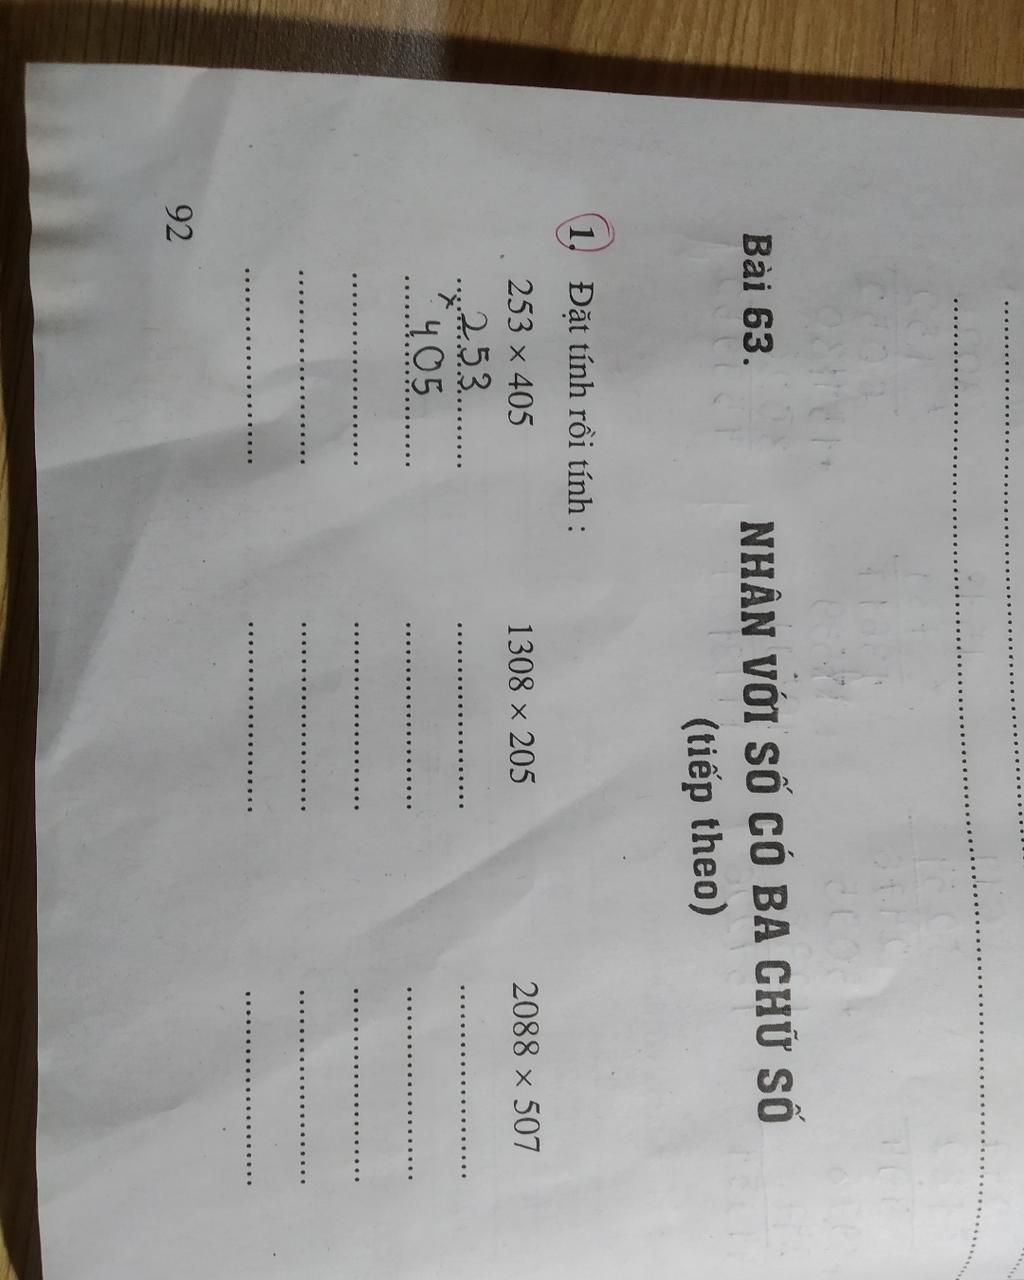 Bài 63. NHÂN VỚI SỐ CÓ BA CHỮ SỐ
(tiếp theo)
1. Đặt tính rồi tính :
253 × 405 1308 × 205 2088 × 507
253
× 405
92